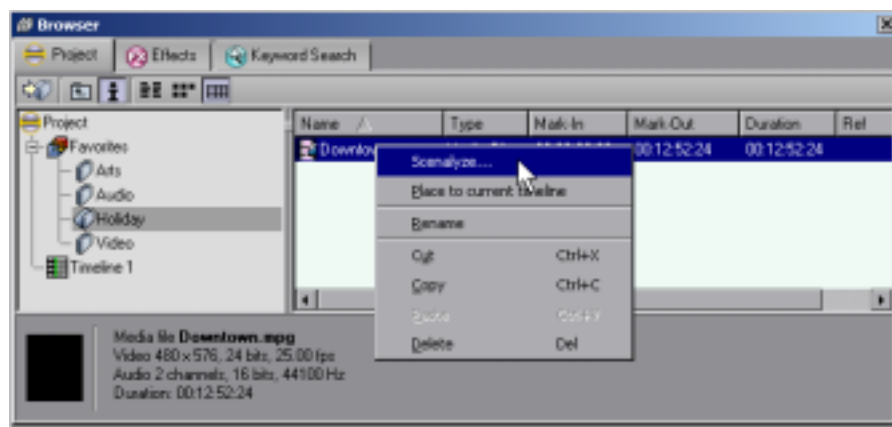 Browser
Project Effects Keyword Search
Project
Favorites
Arts
Audio
Holiday
Video
Timeline 1
Name Type Mark-In Mark-Out Duration Rel
Downtow 00:12:52:24 00:12:52:24
Scenalyze...
Place to current timeline
Rename
Cut Ctrl+X
Copy Ctrl+C
Paste Ctrl+V
Delete Del
Media file Downtown.mpg
Video 480 x 576, 24 bits, 25.00 fps
Audio 2 channels, 16 bits, 44100 Hz
Duration: 00:12:52:24